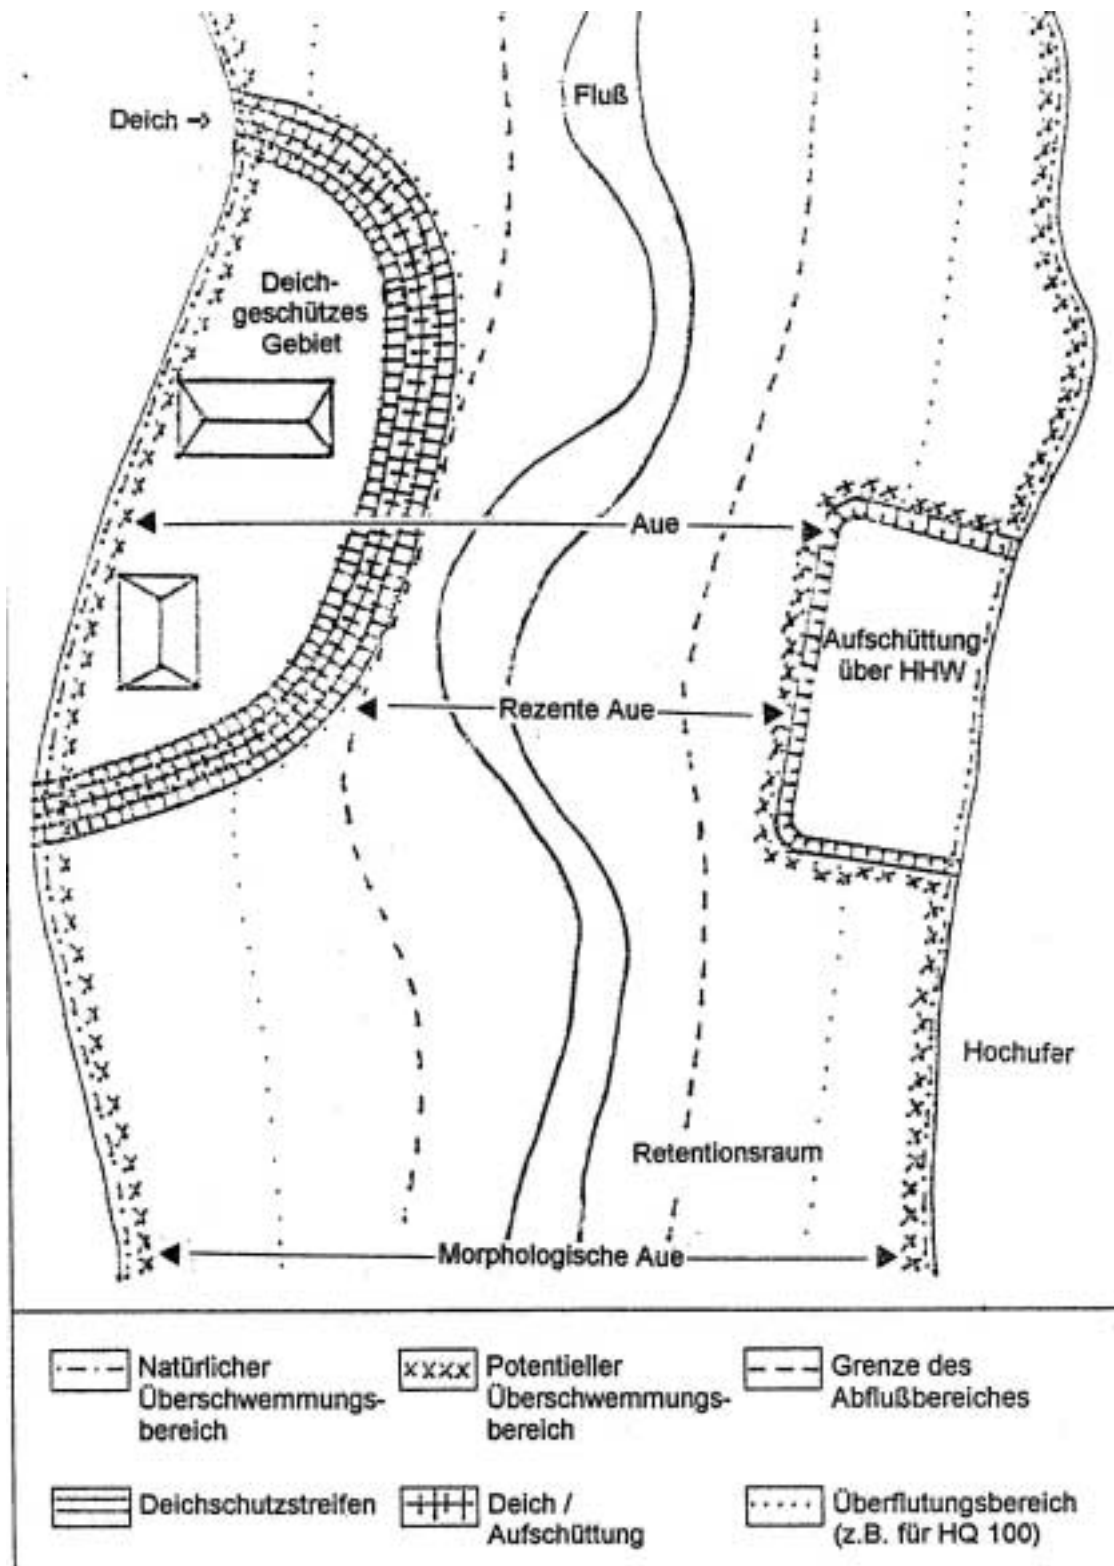 Fluß
Deich
Deich-
geschützes
Gebiet
Aue
Aufschüttung
über HHW
Rezente Aue
Hochufer
Retentionsraum
Morphologische Aue
Natürlicher
Überschwemmungs-
bereich
Potentieller
Überschwemmungs-
bereich
Grenze des
Abflußbereiches
Deichschutzstreifen
Deich /
Aufschüttung
Überflutungsbereich
(z.B. für HQ 100)